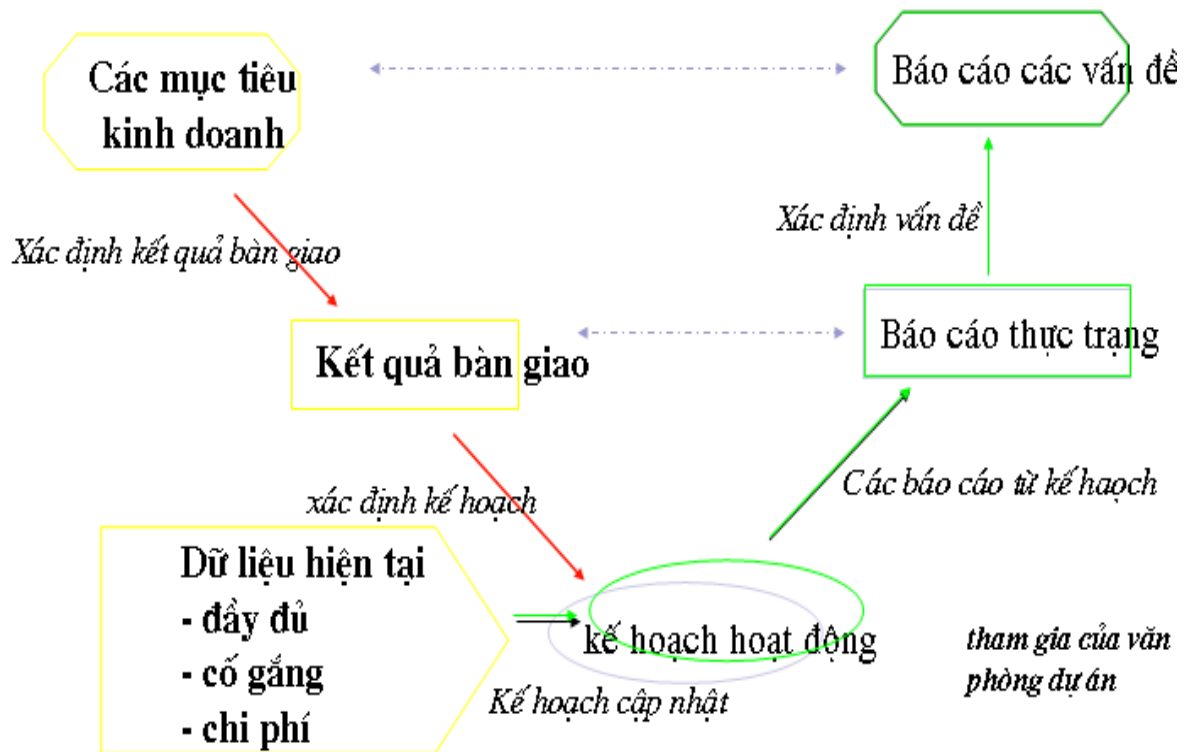 Các mục tiêu
kinh doanh
Báo cáo các vấn đề
Xác định kết quả bàn giao
Xác định vấn đề
Kết quả bàn giao
Báo cáo thực trạng
xác định kế hoạch
Các báo cáo từ kế haọch
Dữ liệu hiện tại
- đầy đủ
- cố gắng
- chi phí
kế hoạch hoạt động
Kế hoạch cập nhật
tham gia của văn
phòng dự án